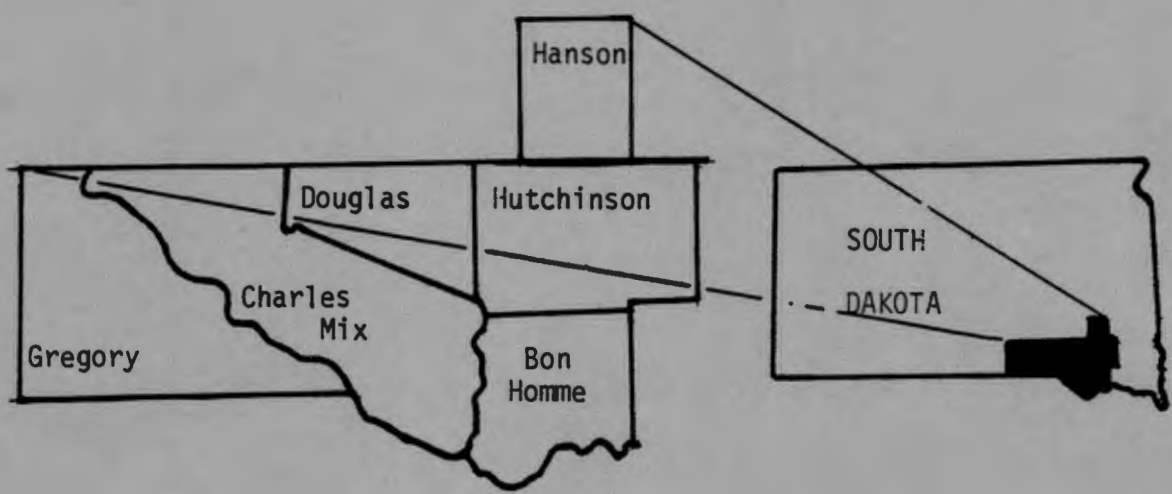 Hanson
Douglas
Hutchinson
SOUTH
DAKOTA
Charles
Mix
Gregory
Bon
Homme